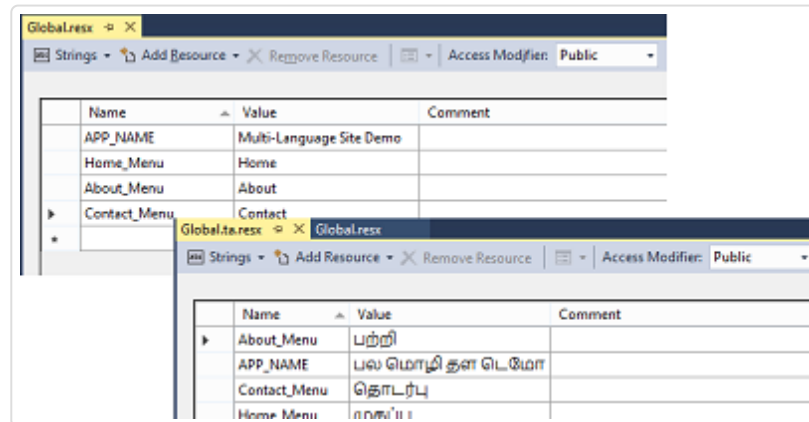 Global.resx
Strings Add Resource Remove Resource Access Modifier: Public
Name Value Comment
APP_NAME Multi-Language Site Demo
Home_Menu Home
About_Menu About
Contact_Menu Contact
Global.ta.resx Global.resx
Strings Add Resource Remove Resource Access Modifier: Public
Name Value Comment
About_Menu பற்றி
APP_NAME பல மொழி தள டெமோ
Contact_Menu தொடர்பு
Home_Menu முகப்பு